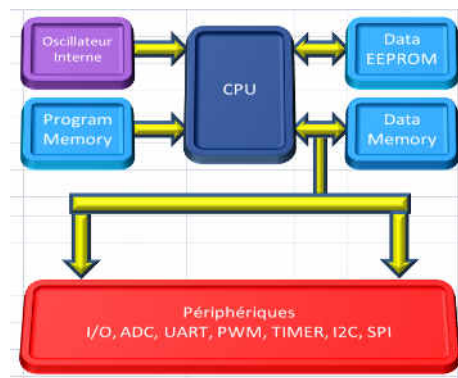 Oscillateur
Interne
Data
EEPROM
CPU
Program
Memory
Data
Memory
Périphériques
I/O, ADC, UART, PWM, TIMER, I2C, SPI